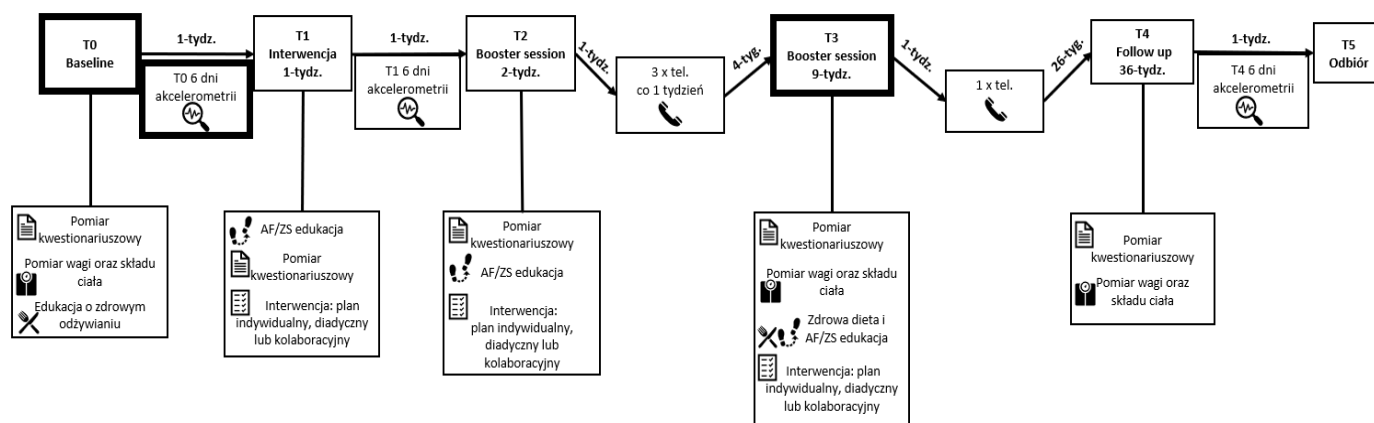 T0
Baseline
1-tydz.
T0 6 dni
akcelerometrii
T1
Interwencja
1-tydz.
1-tydz.
T1 6 dni
akcelerometrii
T2
Booster session
2-tydz.
1-tydz.
3 x tel.
co 1 tydzień
4-tyg.
T3
Booster session
9-tydz.
1-tydz.
1 x tel.
26-tyg.
T4
Follow up
36-tydz.
1-tydz.
T4 6 dni
akcelerometrii
T5
Odbiór
Pomiar
kwestionariuszowy
Pomiar wagi oraz składu
ciała
Edukacja o zdrowym
odżywianiu
AF/ZS edukacja
Pomiar
kwestionariuszowy
Interwencja: plan
indywidualny, diadyczny
lub kolaboracyjny
Pomiar
kwestionariuszowy
AF/ZS edukacja
Interwencja:
plan indywidualny,
diadyczny lub
kolaboracyjny
Pomiar
kwestionariuszowy
Pomiar wagi oraz składu
ciała
Zdrowa dieta i
AF/ZS edukacja
Interwencja: plan
indywidualny, diadyczny
lub kolaboracyjny
Pomiar
kwestionariuszowy
Pomiar wagi oraz
składu ciała